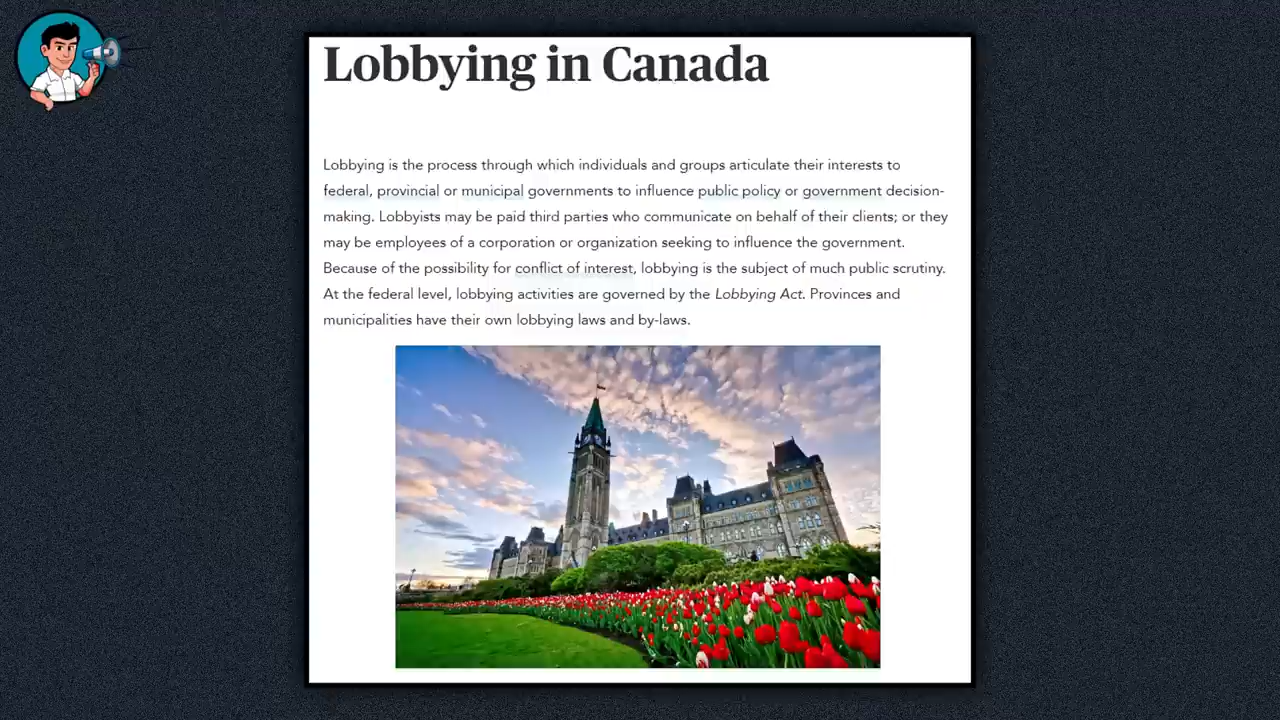 Lobbying in Canada
Lobbying is the process through which individuals and groups articulate their interests to
federal, provincial or municipal governments to influence public policy or government decision-
making. Lobbyists may be paid third parties who communicate on behalf of their clients; or they
may be employees of a corporation or organization seeking to influence the government.
Because of the possibility for conflict of interest, lobbying is the subject of much public scrutiny.
At the federal level, lobbying activities are governed by the Lobbying Act. Provinces and
municipalities have their own lobbying laws and by-laws.